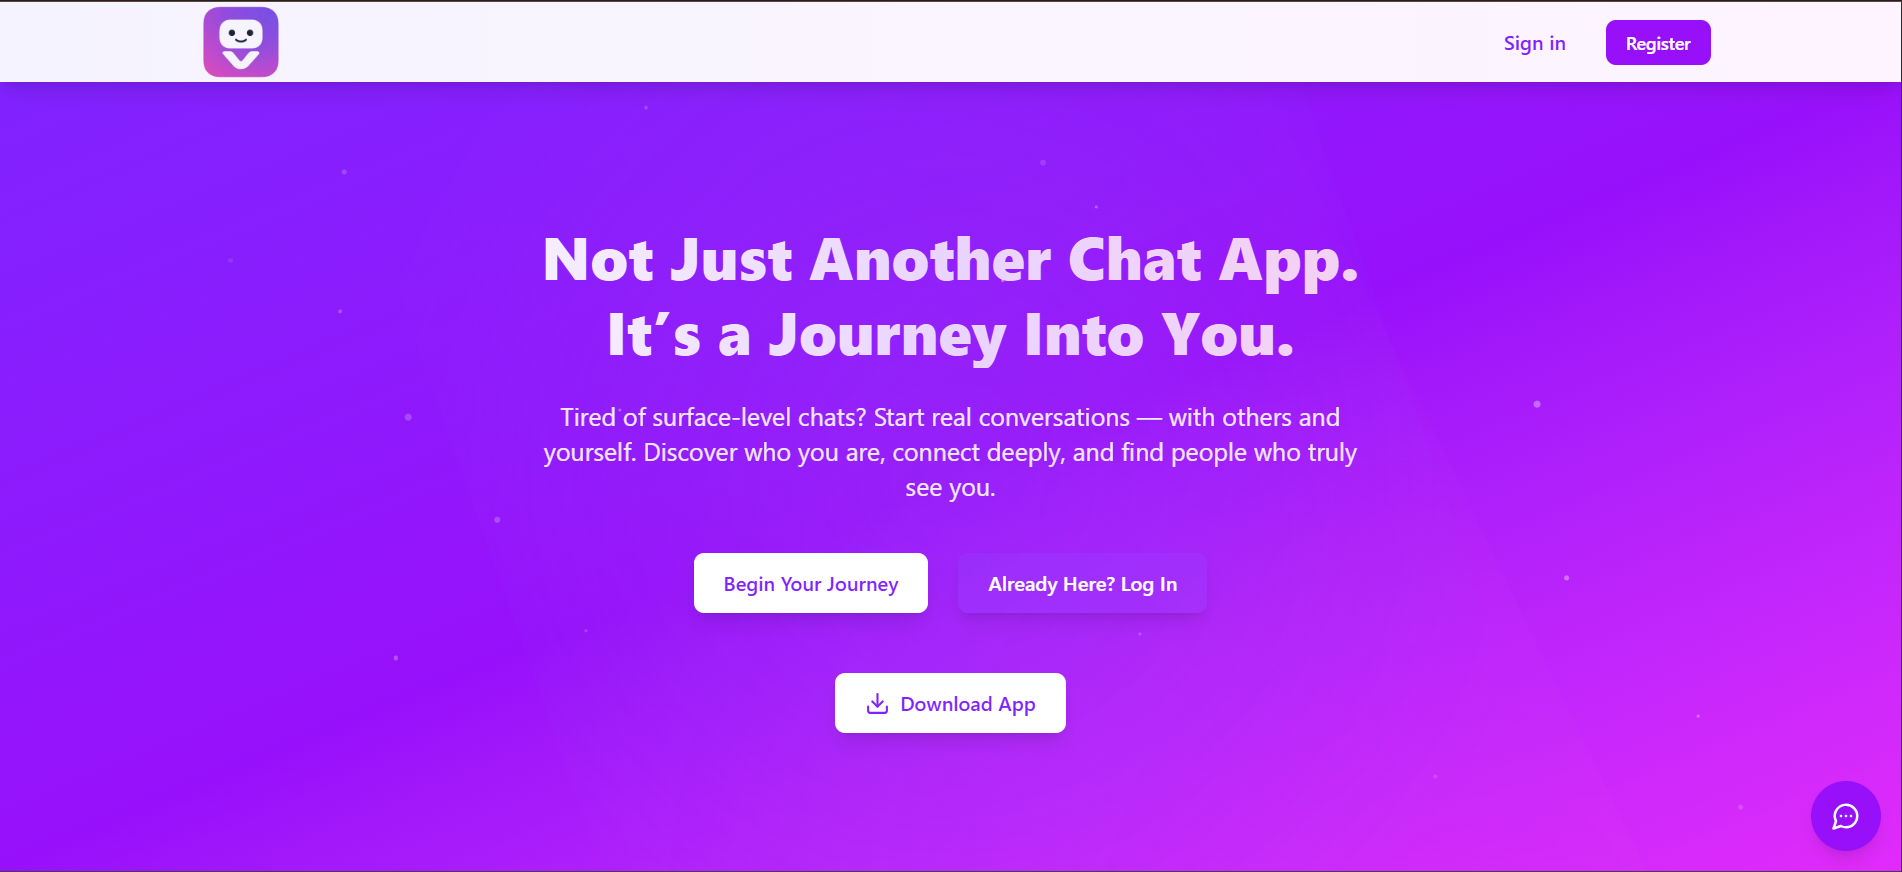 Sign in
Register
Not Just Another Chat App.
It’s a Journey Into You.
Tired of surface-level chats? Start real conversations — with others and
yourself. Discover who you are, connect deeply, and find people who truly
see you.
Begin Your Journey
Already Here? Log In
Download App